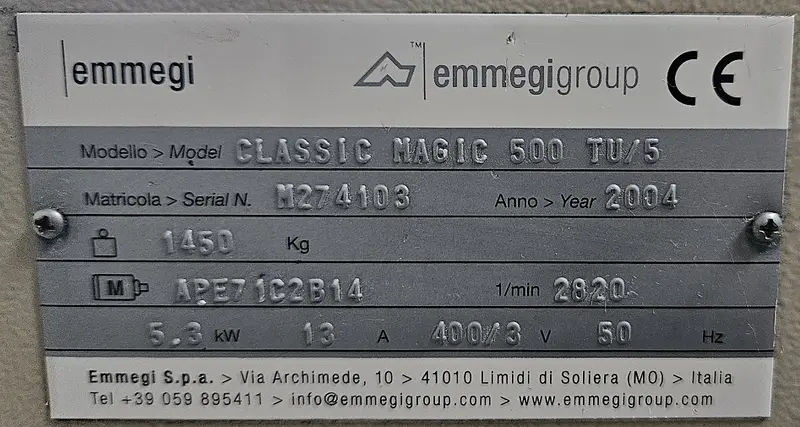 emmegi ™ emmegigroup CE
Modello > Model CLASSIC MAGIC 500 TU/5
Matricola > Serial N. M274103 Anno > Year 2004
1450 Kg
M APE71C2B14 1/min 2820
5.3 kW 13 A 400/3 V 50 Hz
Emmegi S.p.a. > Via Archimede, 10 > 41010 Limidi di Soliera (MO) > Italia
Tel +39 059 895411 > info@emmegigroup.com > www.emmegigroup.com